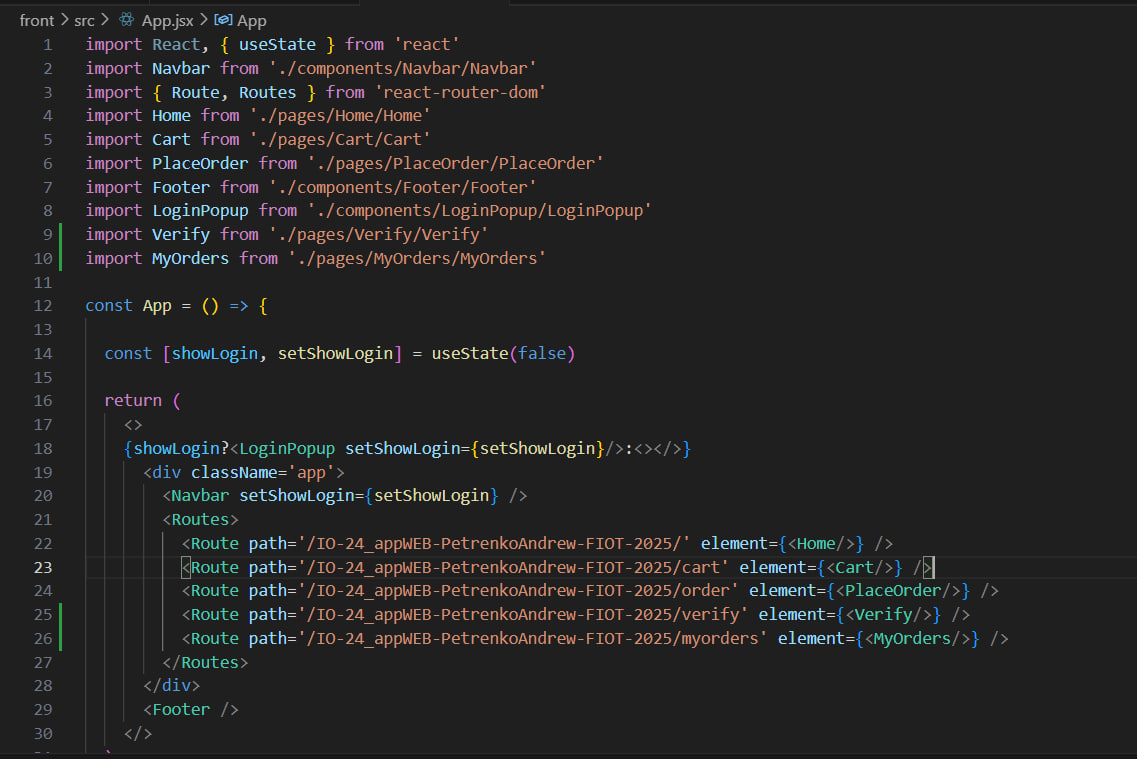 front > src > App.jsx > App
1 import React, { useState } from 'react'
2 import Navbar from './components/Navbar/Navbar'
3 import { Route, Routes } from 'react-router-dom'
4 import Home from './pages/Home/Home'
5 import Cart from './pages/Cart/Cart'
6 import PlaceOrder from './pages/PlaceOrder/PlaceOrder'
7 import Footer from './components/Footer/Footer'
8 import LoginPopup from './components/LoginPopup/LoginPopup'
9 import Verify from './pages/Verify/Verify'
10 import MyOrders from './pages/MyOrders/MyOrders'
11
12 const App = () => {
13
14   const [showLogin, setShowLogin] = useState(false)
15
16   return (
17     <>
18     {showLogin?<LoginPopup setShowLogin={setShowLogin}/>:<></>}
19       <div className='app'>
20         <Navbar setShowLogin={setShowLogin} />
21         <Routes>
22           <Route path='/IO-24_appWEB-PetrenkoAndrew-FIOT-2025/' element={<Home/>} />
23           <Route path='/IO-24_appWEB-PetrenkoAndrew-FIOT-2025/cart' element={<Cart/>} />
24           <Route path='/IO-24_appWEB-PetrenkoAndrew-FIOT-2025/order' element={<PlaceOrder/>} />
25           <Route path='/IO-24_appWEB-PetrenkoAndrew-FIOT-2025/verify' element={<Verify/>} />
26           <Route path='/IO-24_appWEB-PetrenkoAndrew-FIOT-2025/myorders' element={<MyOrders/>} />
27         </Routes>
28       </div>
29       <Footer />
30     </>